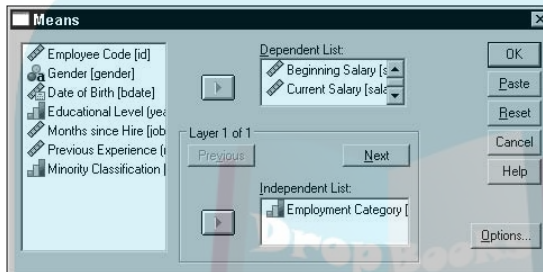 Means
Employee Code [id]
Gender [gender]
Date of Birth [bdate]
Educational Level (yea
Months since Hire [job
Previous Experience (
Minority Classification [
Dependent List:
Beginning Salary [s
Current Salary [sala
Layer 1 of 1
Previous
Next
Independent List:
Employment Category [
OK
Paste
Reset
Cancel
Help
Options...
DropBooks